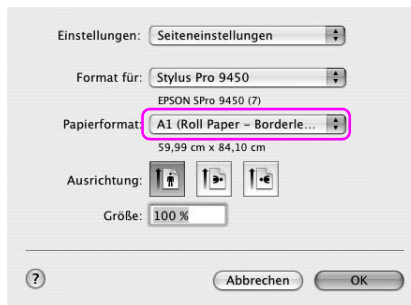 Einstellungen: Seiteneinstellungen
Format für: Stylus Pro 9450
EPSON SPro 9450 (7)
Papierformat: A1 (Roll Paper – Borderle...
59,99 cm x 84,10 cm
Ausrichtung:
Größe: 100 %
? Abbrechen OK